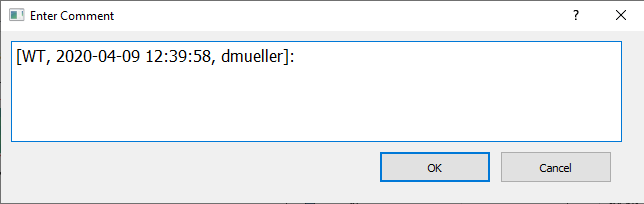 Enter Comment
?
[WT, 2020-04-09 12:39:58, dmueller]:
OK
Cancel